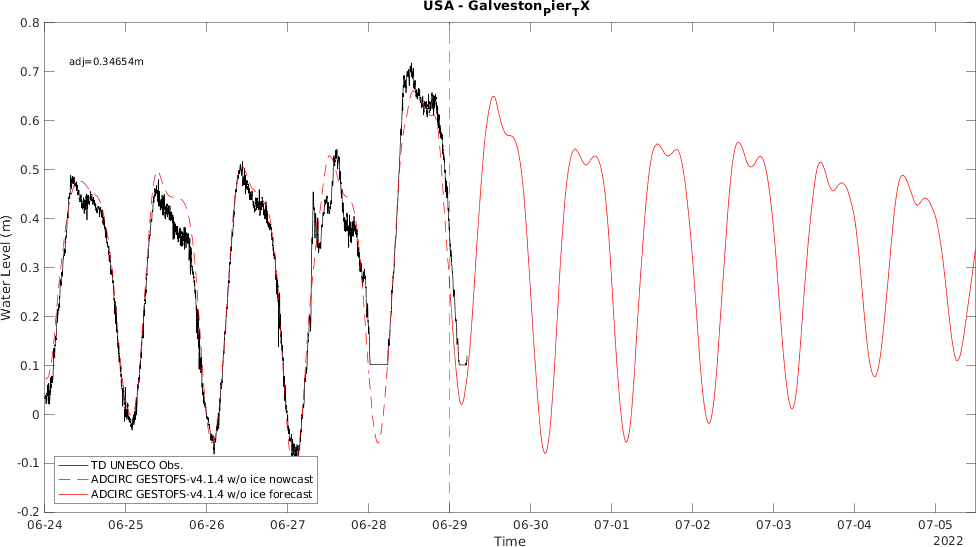 USA - GalvestonPierTX
0.8
0.7
0.6
0.5
0.4
0.3
0.2
0.1
0
-0.1
-0.2
Water Level (m)
adj=0.34654m
TD UNESCO Obs.
ADCIRC GESTOFS-v4.1.4 w/o ice nowcast
ADCIRC GESTOFS-v4.1.4 w/o ice forecast
06-24 06-25 06-26 06-27 06-28 06-29 06-30 07-01 07-02 07-03 07-04 07-05
Time
2022